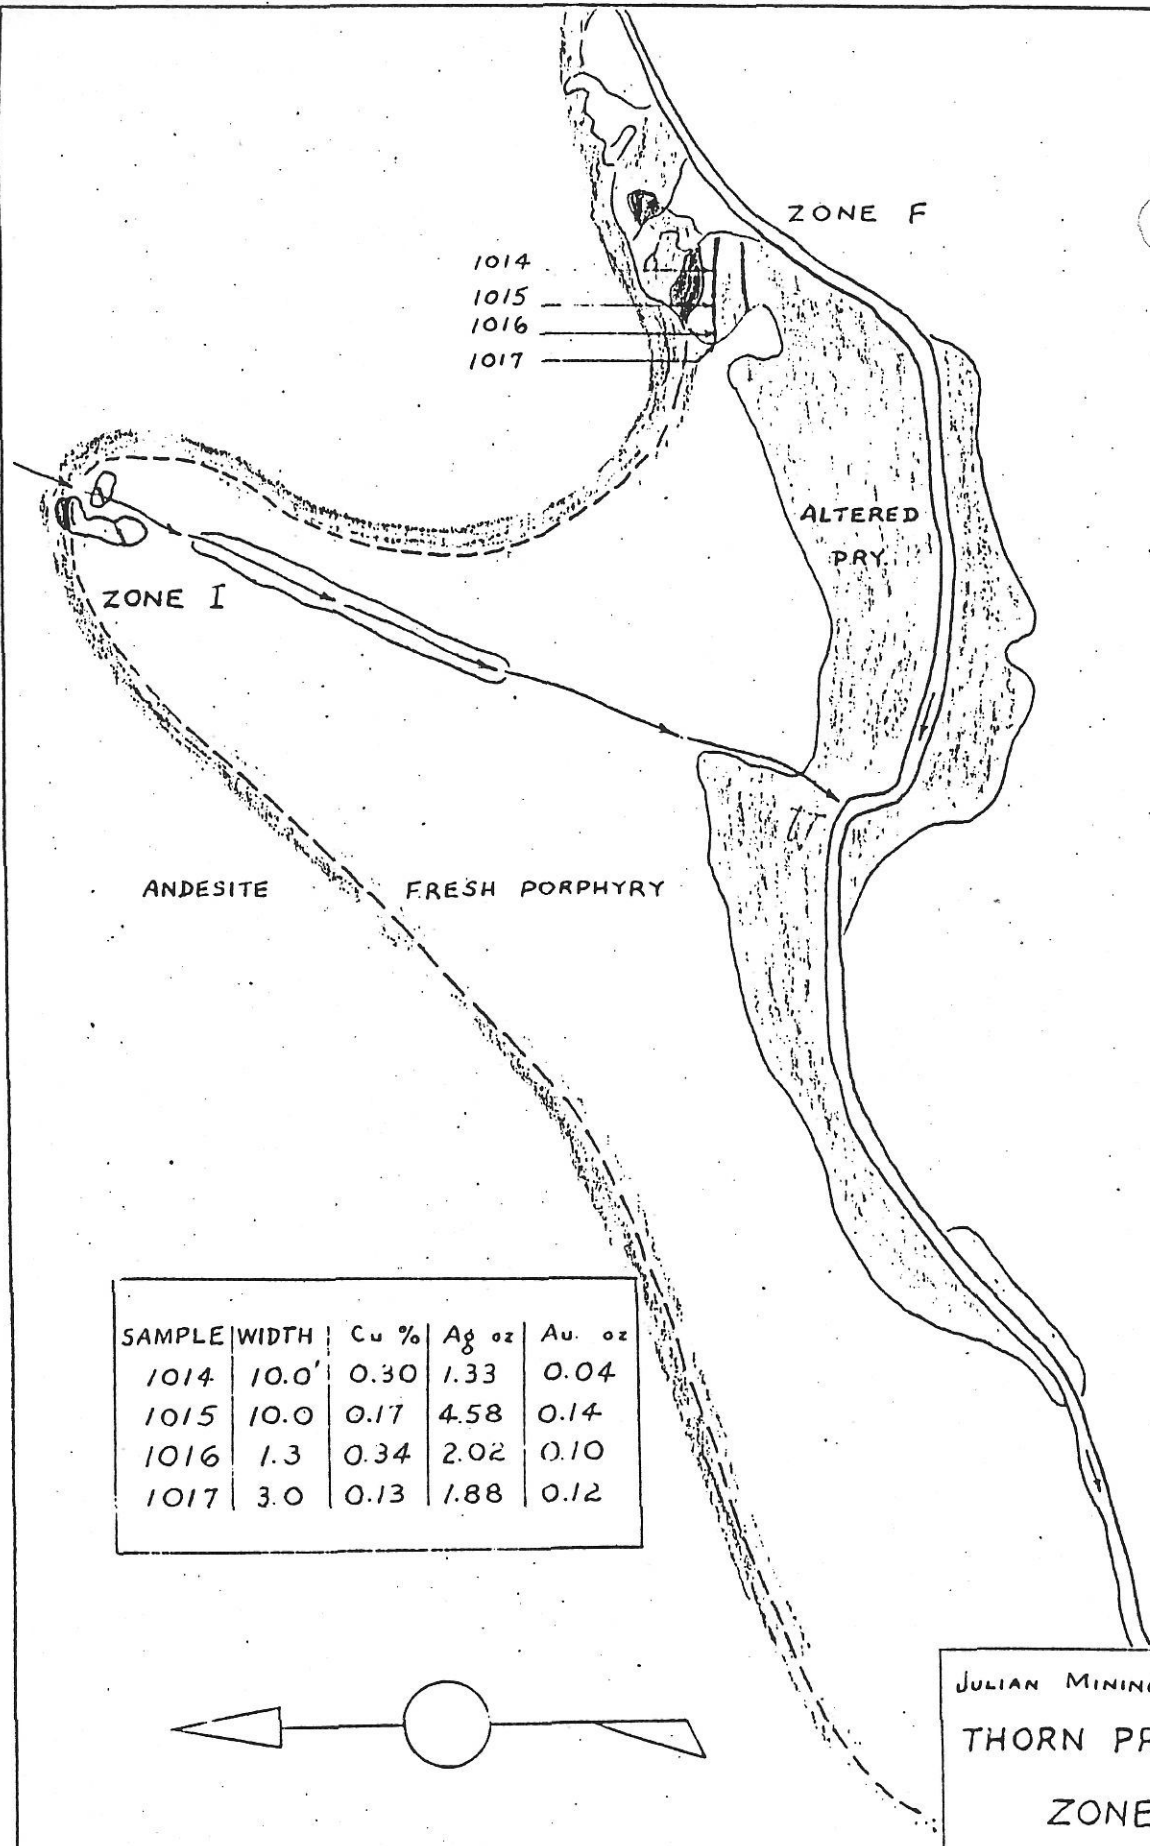 ZONE F
1014
1015
1016
1017
ALTERED
PRY
ZONE I
ANDESITE
FRESH PORPHYRY
SAMPLE WIDTH Cu % Ag oz Au. oz
1014 10.0' 0.30 1.33 0.04
1015 10.0 0.17 4.58 0.14
1016 1.3 0.34 2.02 0.10
1017 3.0 0.13 1.88 0.12
JULIAN MINING
THORN
ZONE